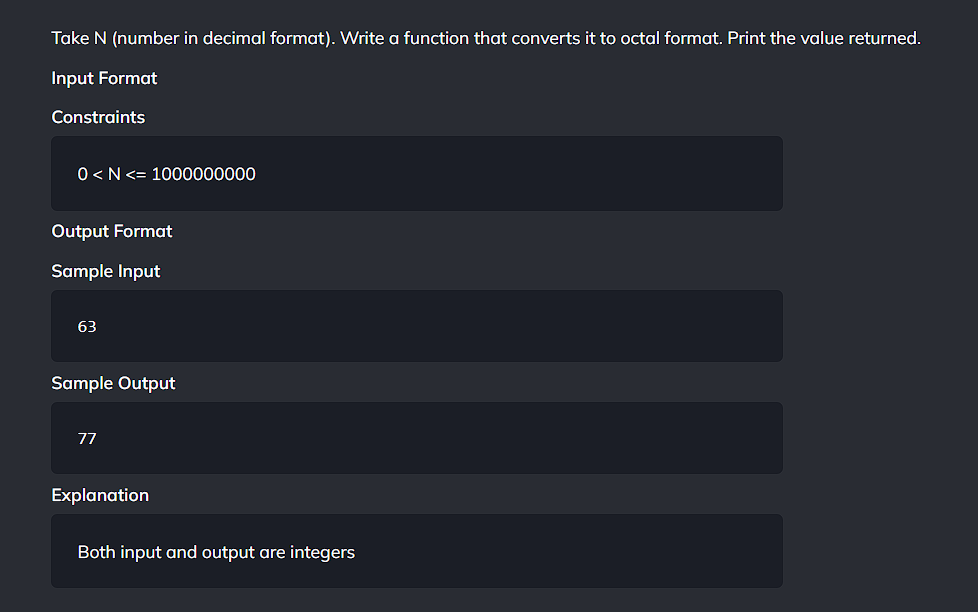 Take N (number in decimal format). Write a function that converts it to octal format. Print the value returned.
Input Format
Constraints
0 < N <= 1000000000
Output Format
Sample Input
63
Sample Output
77
Explanation
Both input and output are integers